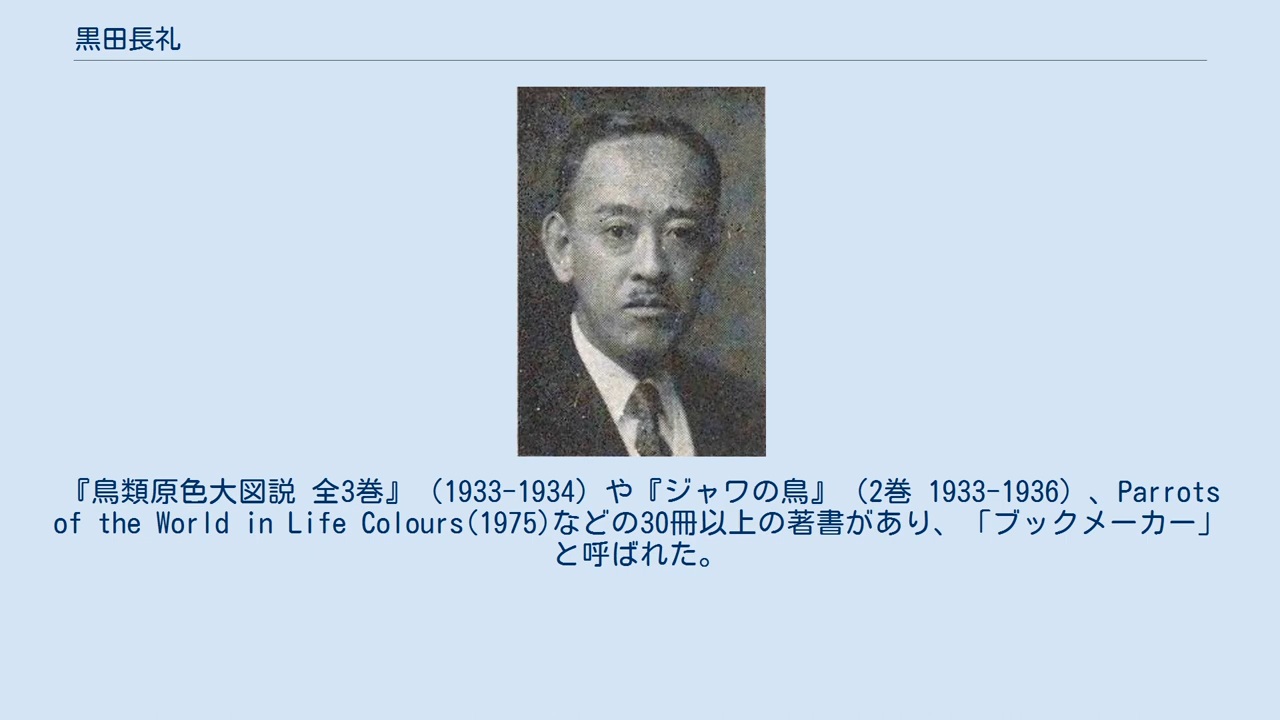 黒田長礼
『鳥類原色大図説 全3巻』（1933-1934）や『ジャワの鳥』（2巻 1933-1936）、Parrots
of the World in Life Colours(1975)などの30冊以上の著書があり、「ブックメーカー」
と呼ばれた。